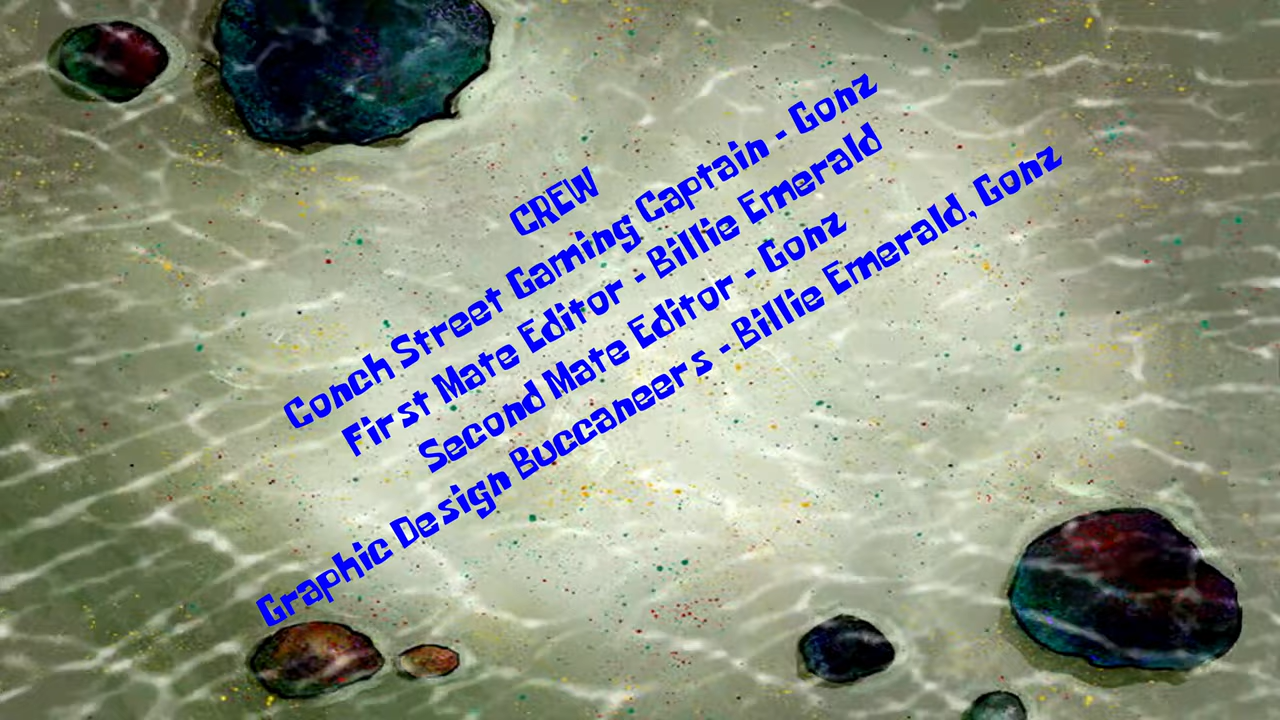 CREW
Conch Street Gaming Captain - Gonz
First Mate Editor - Billie Emerald
Second Mate Editor - Gonz
Graphic Design Buccaneers - Billie Emerald, Gonz